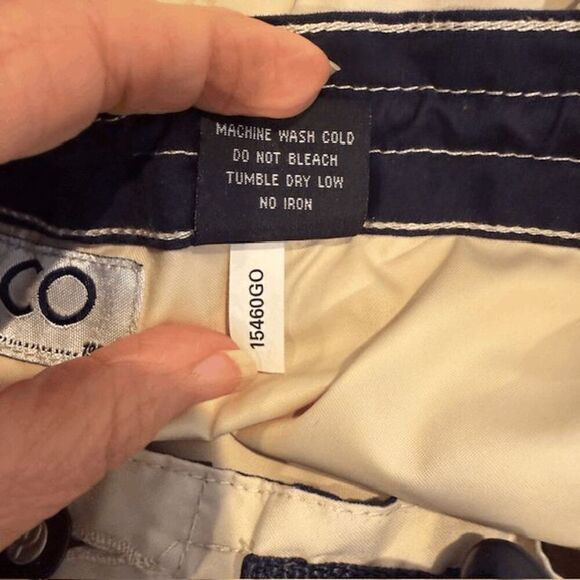 MACHINE WASH COLD
DO NOT BLEACH
TUMBLE DRY LOW
NO IRON
CO
15460GO